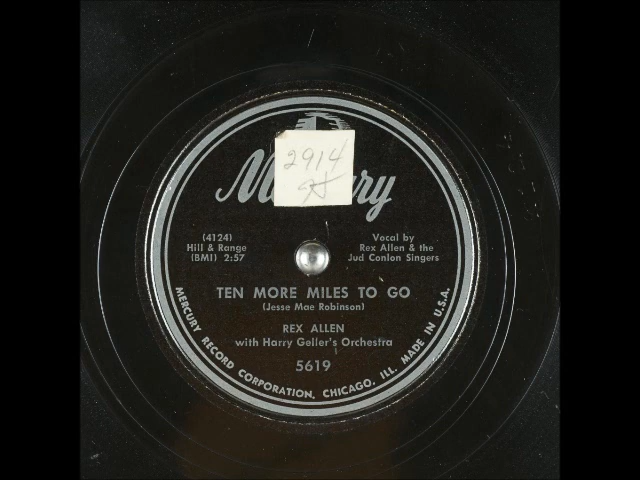 2914
Mercury
(4124)
Hill & Range
(BMI) 2:57
Vocal by
Rex Allen & the
Jud Conlon Singers
TEN MORE MILES TO GO
(Jesse Mae Robinson)
REX ALLEN
with Harry Geller's Orchestra
5619
MERCURY RECORD CORPORATION, CHICAGO, ILL. MADE IN U.S.A.